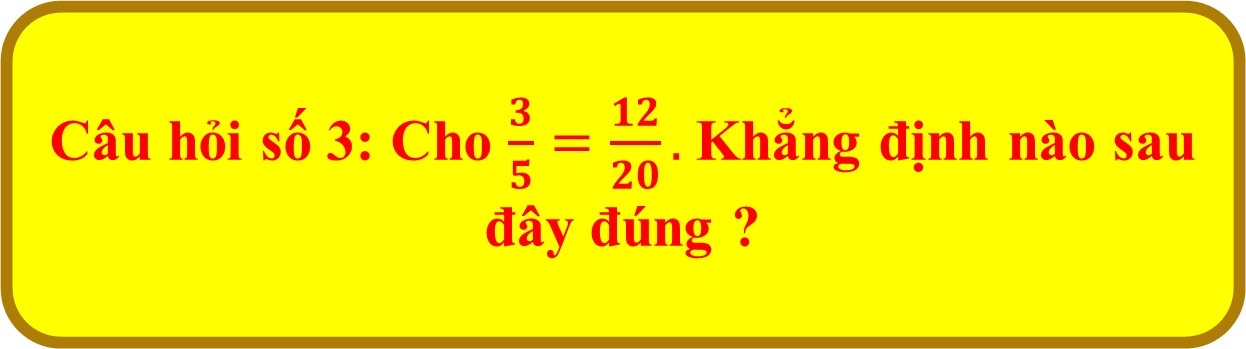 Câu hỏi số 3: Cho 3/5 = 12/20. Khẳng định nào sau
đây đúng ?